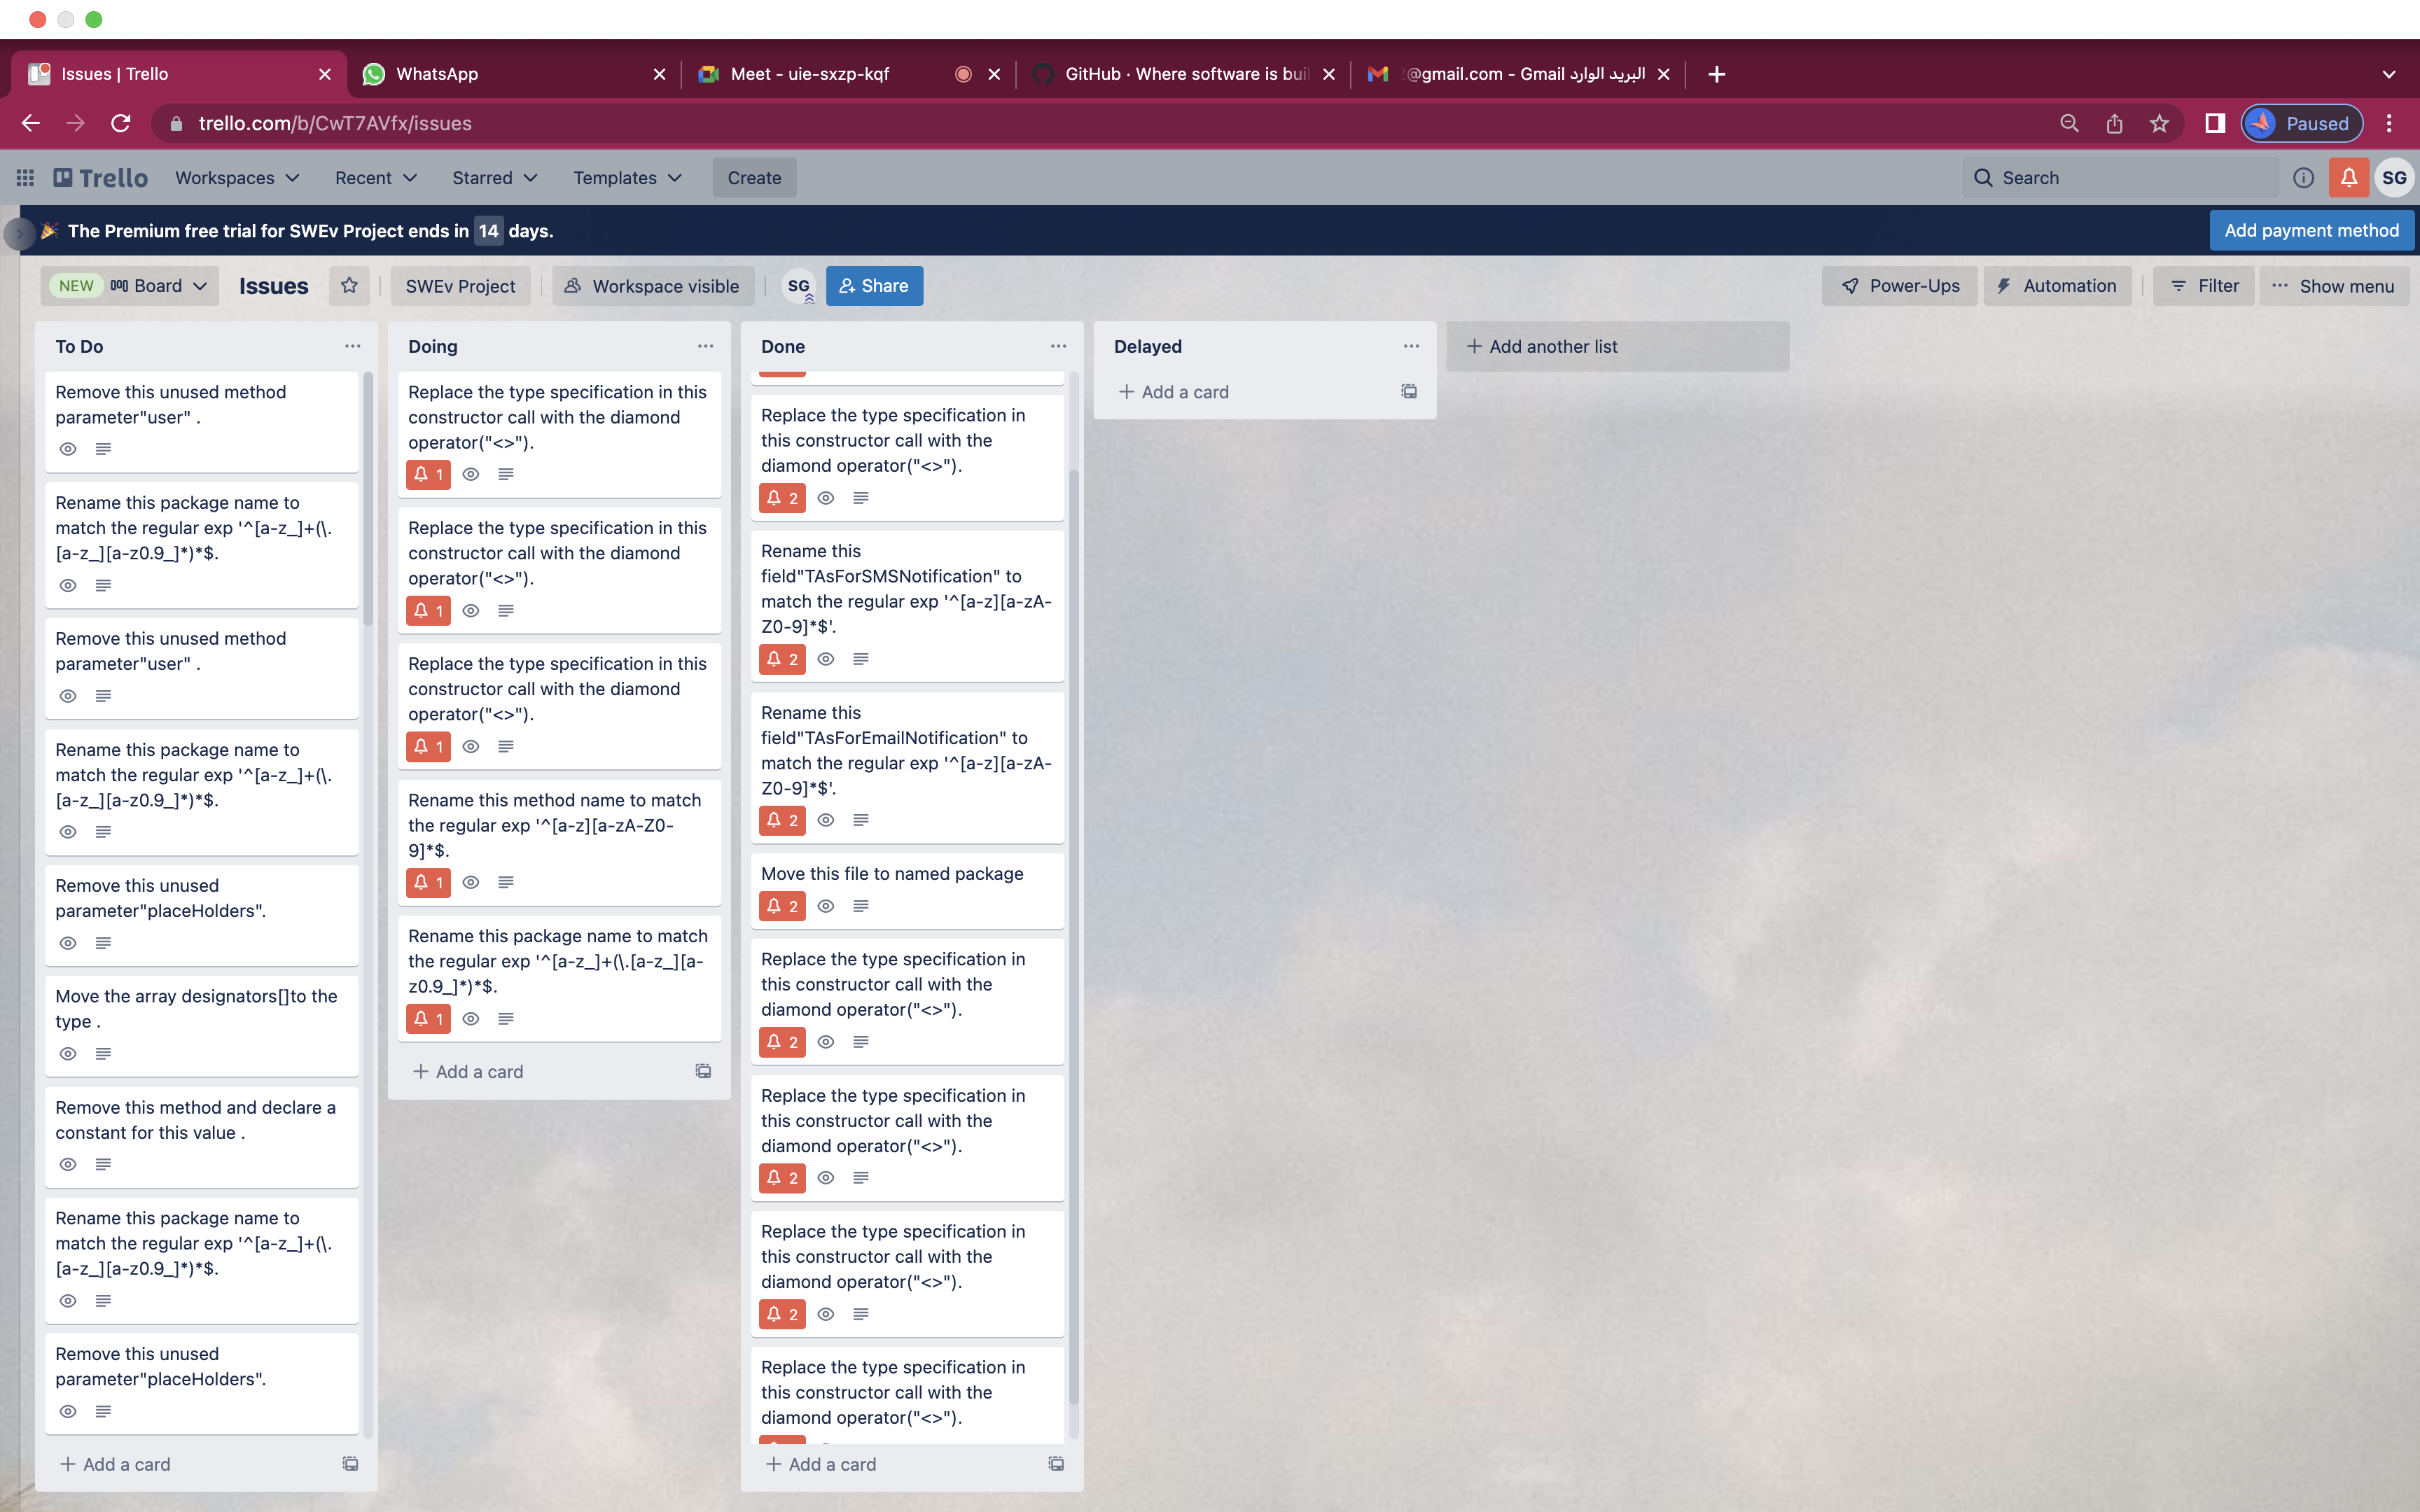 Issues | Trello
WhatsApp
Meet - uie-sxzp-kqf
GitHub · Where software is buil
@gmail.com - Gmail البريد الوارد
trello.com/b/CwT7AVfx/issues
Paused
Trello
Workspaces
Recent
Starred
Templates
Create
Search
SG
The Premium free trial for SWEv Project ends in 14 days.
Add payment method
NEW
Board
Issues
SWEv Project
Workspace visible
SG
Share
Power-Ups
Automation
Filter
Show menu
To Do
Remove this unused method
parameter"user" .
Rename this package name to
match the regular exp '^[a-z_]+(\.
[a-z_][a-z0.9_]*)*$.
Remove this unused method
parameter"user" .
Rename this package name to
match the regular exp '^[a-z_]+(\.
[a-z_][a-z0.9_]*)*$.
Remove this unused
parameter"placeHolders".
Move the array designators[]to the
type .
Remove this method and declare a
constant for this value .
Rename this package name to
match the regular exp '^[a-z_]+(\.
[a-z_][a-z0.9_]*)*$.
Remove this unused
parameter"placeHolders".
Add a card
Doing
Replace the type specification in this
constructor call with the diamond
operator("<>").
1
Replace the type specification in this
constructor call with the diamond
operator("<>").
1
Replace the type specification in this
constructor call with the diamond
operator("<>").
1
Rename this method name to match
the regular exp '^[a-z][a-zA-Z0-
9]*$.
1
Rename this package name to match
the regular exp '^[a-z_]+(\.[a-z_][a-
z0.9_]*)*$.
1
Add a card
Done
Replace the type specification in
this constructor call with the
diamond operator("<>").
2
Rename this
field"TAsForSMSNotification" to
match the regular exp '^[a-z][a-zA-
Z0-9]*$'.
2
Rename this
field"TAsForEmailNotification" to
match the regular exp '^[a-z][a-zA-
Z0-9]*$'.
2
Move this file to named package
2
Replace the type specification in
this constructor call with the
diamond operator("<>").
2
Replace the type specification in
this constructor call with the
diamond operator("<>").
2
Replace the type specification in
this constructor call with the
diamond operator("<>").
2
Replace the type specification in
this constructor call with the
diamond operator("<>").
Add a card
Delayed
Add a card
Add another list